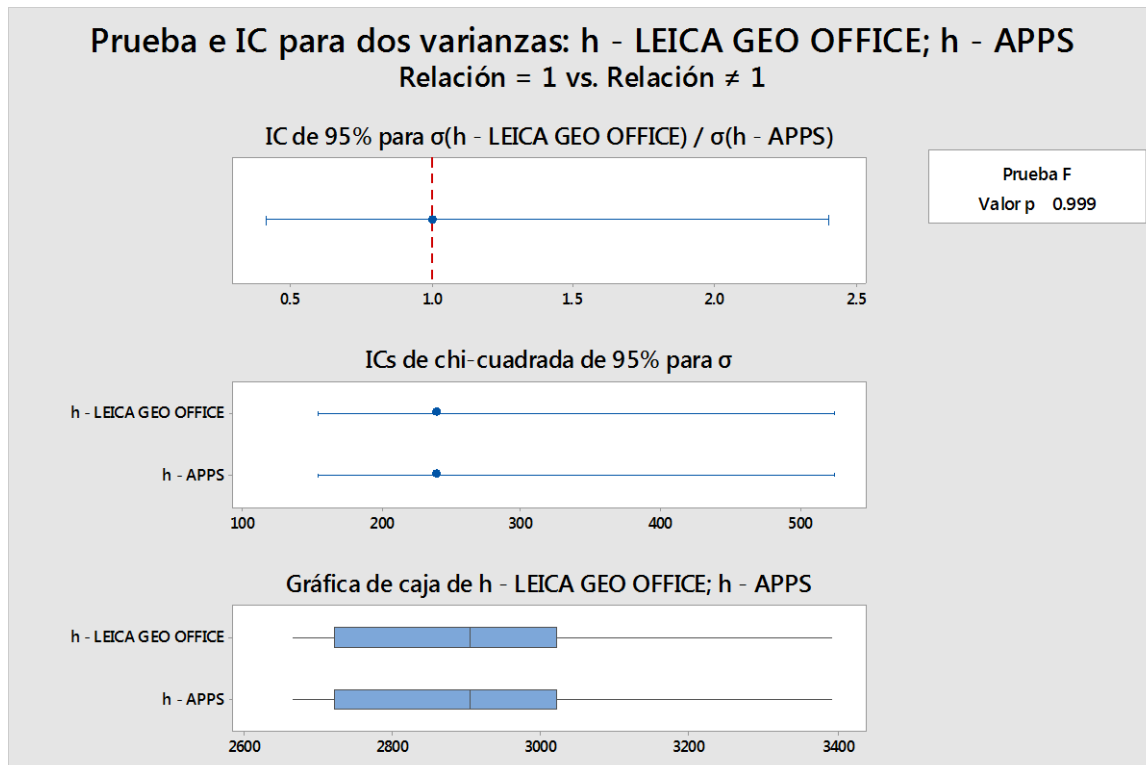 Prueba e IC para dos varianzas: h - LEICA GEO OFFICE; h - APPS
Relación = 1 vs. Relación ≠ 1
IC de 95% para σ(h - LEICA GEO OFFICE) / σ(h - APPS)
Prueba F
Valor p 0.999
0.5 1.0 1.5 2.0 2.5
ICs de chi-cuadrada de 95% para σ
h - LEICA GEO OFFICE
h - APPS
100 200 300 400 500
Gráfica de caja de h - LEICA GEO OFFICE; h - APPS
h - LEICA GEO OFFICE
h - APPS
2600 2800 3000 3200 3400